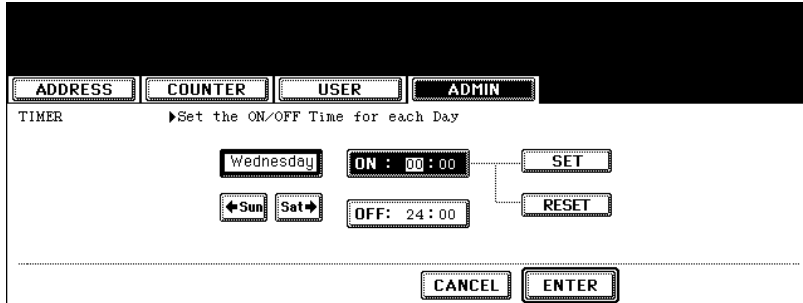 ADDRESS COUNTER USER ADMIN
TIMER ▶Set the ON/OFF Time for each Day
Wednesday ON : 00:00 SET
←Sun Sat→ OFF: 24:00 RESET
CANCEL ENTER